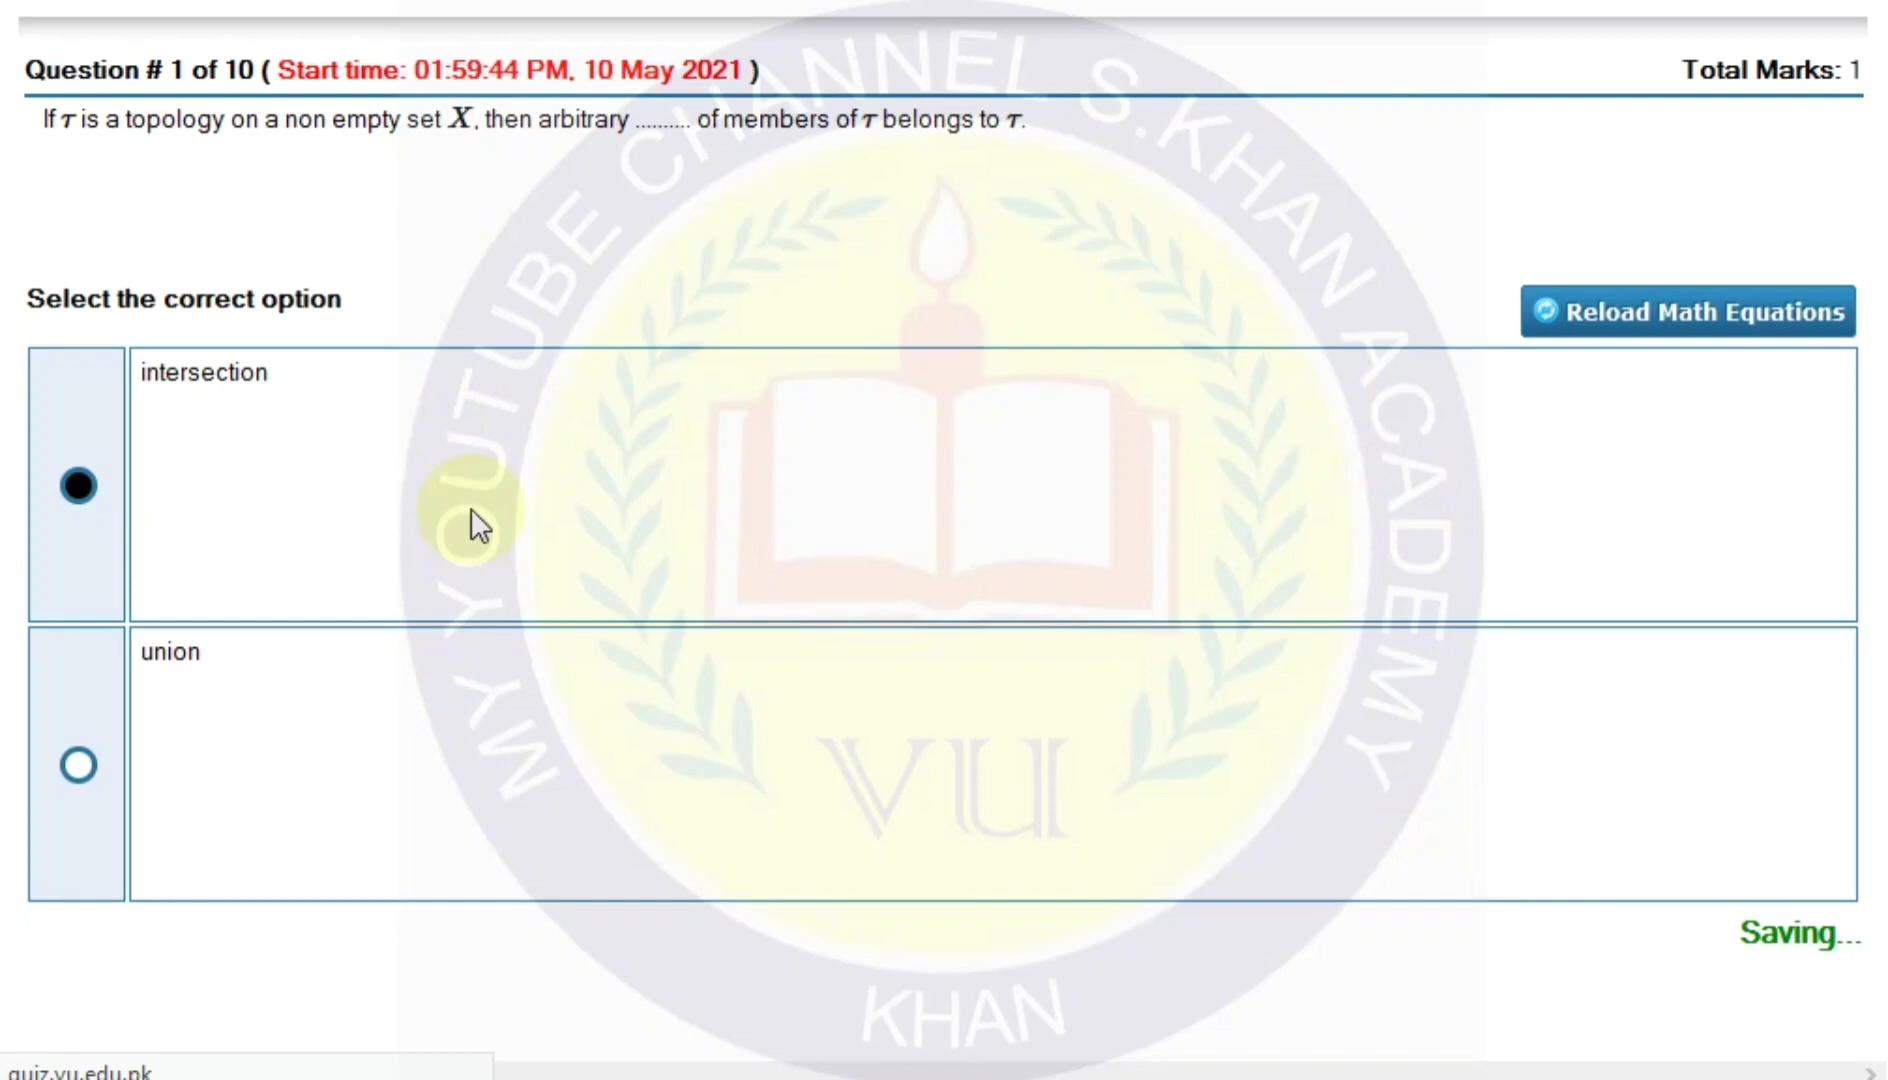 Question # 1 of 10 ( Start time: 01:59:44 PM, 10 May 2021 )
Total Marks: 1
If τ is a topology on a non empty set X, then arbitrary ......... of members of τ belongs to τ.
Select the correct option
Reload Math Equations
intersection
union
Saving...
MY YOUTUBE CHANNEL S.KHAN ACADEMY
VU
KHAN
quiz.vu.edu.pk